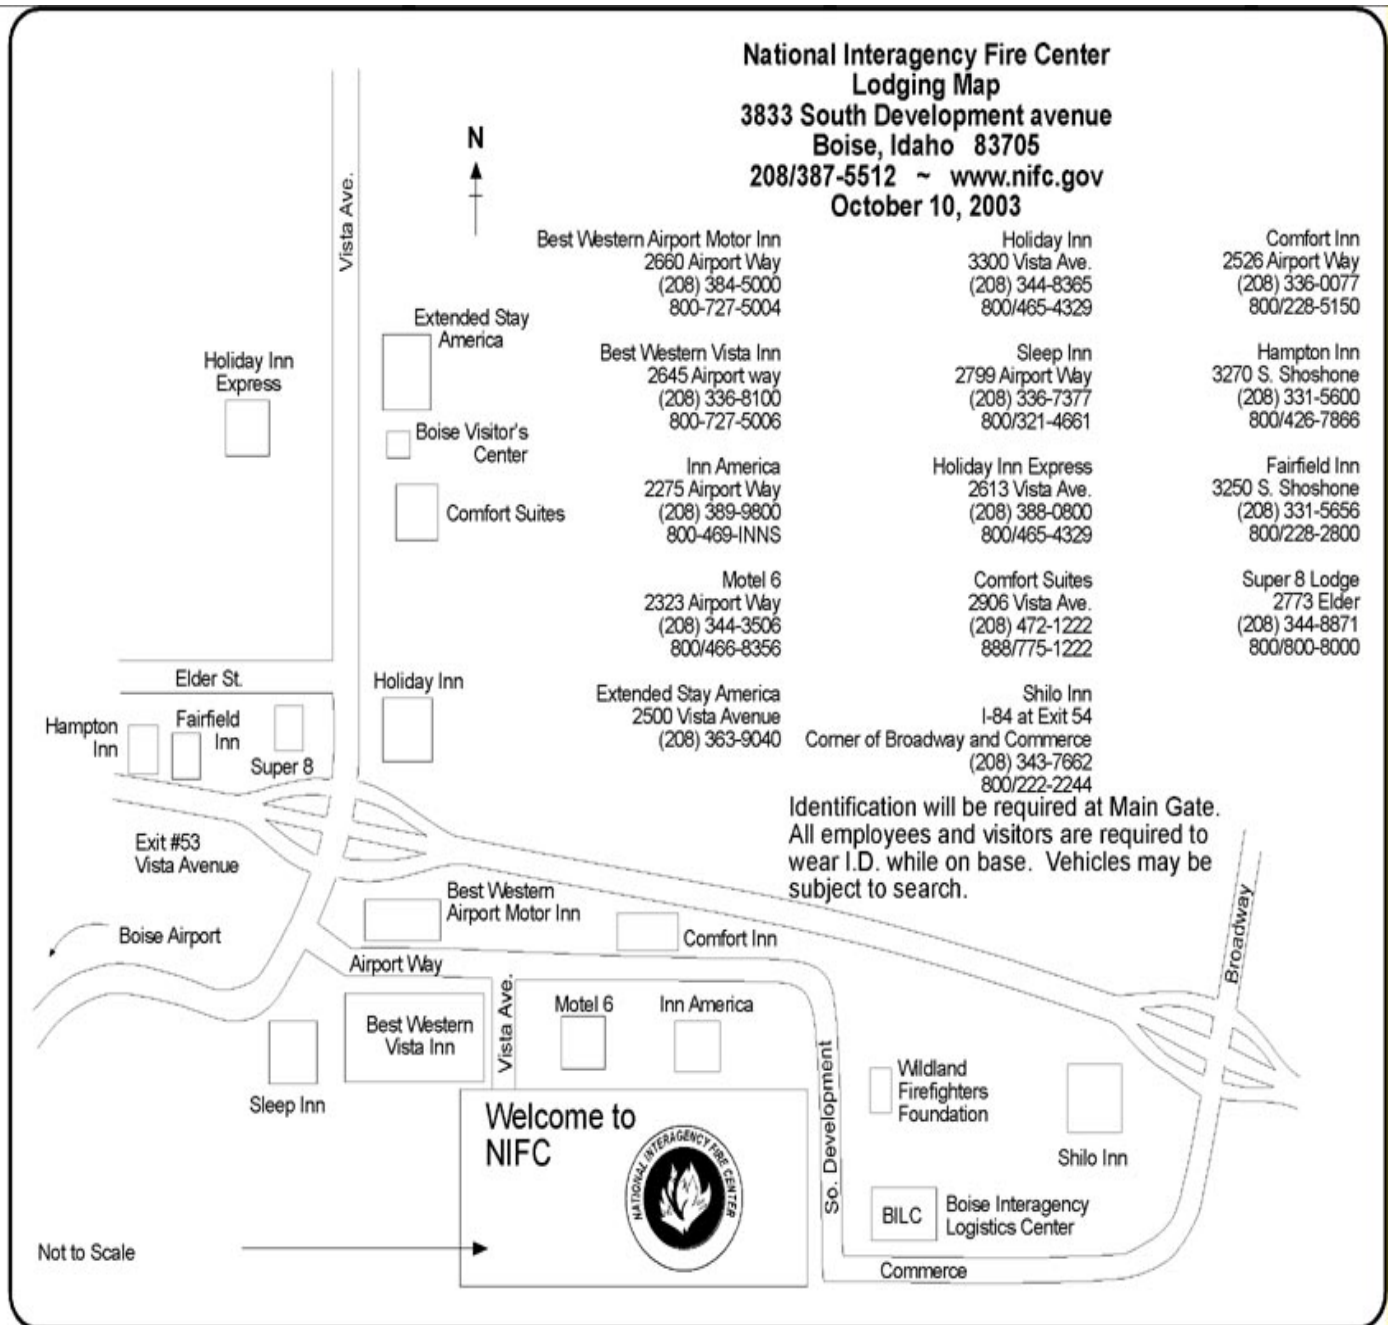 National Interagency Fire Center
Lodging Map
3833 South Development avenue
Boise, Idaho 83705
208/387-5512 ~ www.nifc.gov
October 10, 2003
N
Vista Ave.
Best Western Airport Motor Inn
2660 Airport Way
(208) 384-5000
800-727-5004
Best Western Vista Inn
2645 Airport way
(208) 336-8100
800-727-5006
Inn America
2275 Airport Way
(208) 389-9800
800-469-INNS
Motel 6
2323 Airport Way
(208) 344-3506
800/466-8356
Extended Stay America
2500 Vista Avenue
(208) 363-9040
Holiday Inn
3300 Vista Ave.
(208) 344-8365
800/465-4329
Sleep Inn
2799 Airport Way
(208) 336-7377
800/321-4661
Holiday Inn Express
2613 Vista Ave.
(208) 388-0800
800/465-4329
Comfort Suites
2906 Vista Ave.
(208) 472-1222
888/775-1222
Shilo Inn
I-84 at Exit 54
Corner of Broadway and Commerce
(208) 343-7662
800/222-2244
Comfort Inn
2526 Airport Way
(208) 336-0077
800/228-5150
Hampton Inn
3270 S. Shoshone
(208) 331-5600
800/426-7866
Fairfield Inn
3250 S. Shoshone
(208) 331-5656
800/228-2800
Super 8 Lodge
2773 Elder
(208) 344-8871
800/800-8000
Identification will be required at Main Gate.
All employees and visitors are required to
wear I.D. while on base. Vehicles may be
subject to search.
Extended Stay
America
Holiday Inn
Express
Boise Visitor's
Center
Comfort Suites
Elder St.
Holiday Inn
Hampton
Inn
Fairfield
Inn
Super 8
Exit #53
Vista Avenue
Boise Airport
Best Western
Airport Motor Inn
Comfort Inn
Broadway
Airport Way
Vista Ave.
Best Western
Vista Inn
Motel 6
Inn America
Sleep Inn
So. Development
Wildland
Firefighters
Foundation
Shilo Inn
Welcome to
NIFC
NATIONAL INTERAGENCY FIRE CENTER
BILC
Boise Interagency
Logistics Center
Not to Scale
Commerce